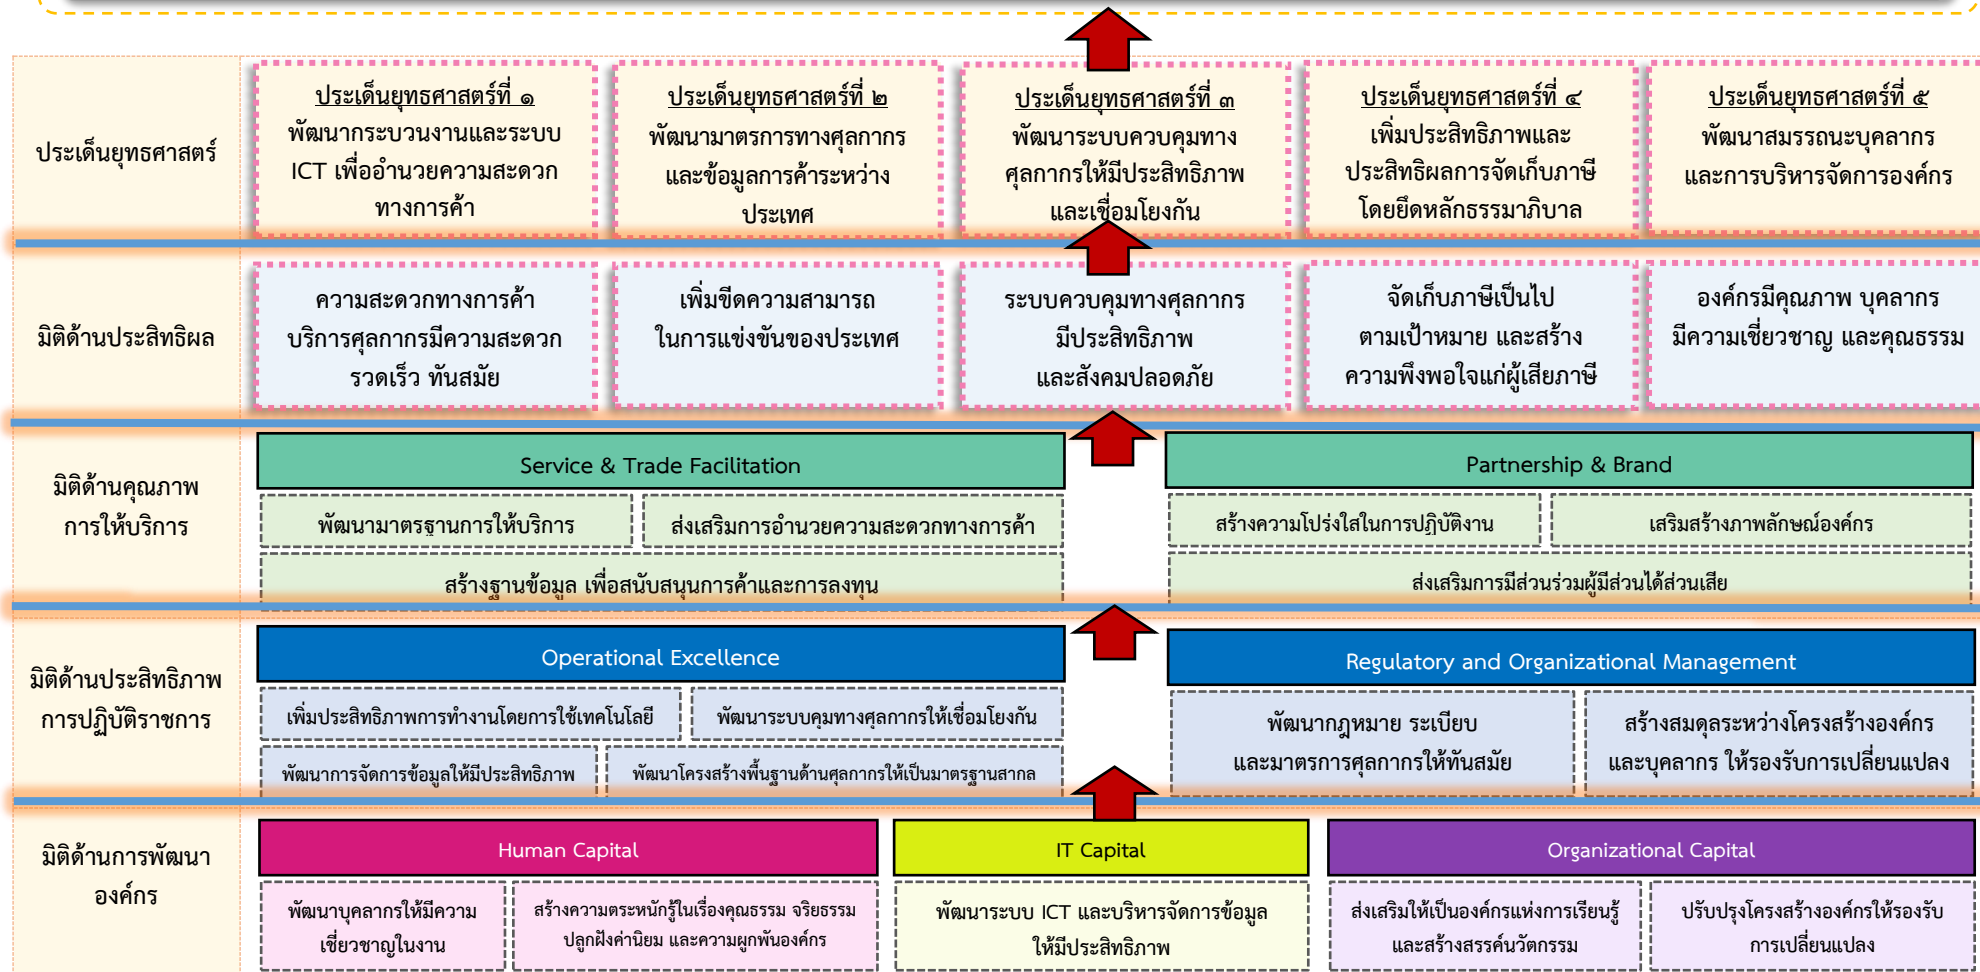 ประเด็นยุทธศาสตร์
ประเด็นยุทธศาสตร์ที่ ๑
พัฒนากระบวนงานและระบบ
ICT เพื่ออำนวยความสะดวก
ทางการค้า
ประเด็นยุทธศาสตร์ที่ ๒
พัฒนามาตรการทางศุลกากร
และข้อมูลการค้าระหว่าง
ประเทศ
ประเด็นยุทธศาสตร์ที่ ๓
พัฒนาระบบควบคุมทาง
ศุลกากรให้มีประสิทธิภาพ
และเชื่อมโยงกัน
ประเด็นยุทธศาสตร์ที่ ๔
เพิ่มประสิทธิภาพและ
ประสิทธิผลการจัดเก็บภาษี
โดยยึดหลักธรรมาภิบาล
ประเด็นยุทธศาสตร์ที่ ๕
พัฒนาสมรรถนะบุคลากร
และการบริหารจัดการองค์กร
มิติด้านประสิทธิผล
ความสะดวกทางการค้า
บริการศุลกากรมีความสะดวก
รวดเร็ว ทันสมัย
เพิ่มขีดความสามารถ
ในการแข่งขันของประเทศ
ระบบควบคุมทางศุลกากร
มีประสิทธิภาพ
และสังคมปลอดภัย
จัดเก็บภาษีเป็นไป
ตามเป้าหมาย และสร้าง
ความพึงพอใจแก่ผู้เสียภาษี
องค์กรมีคุณภาพ บุคลากร
มีความเชี่ยวชาญ และคุณธรรม
มิติด้านคุณภาพ
การให้บริการ
Service & Trade Facilitation
พัฒนามาตรฐานการให้บริการ
ส่งเสริมการอำนวยความสะดวกทางการค้า
สร้างฐานข้อมูล เพื่อสนับสนุนการค้าและการลงทุน
Partnership & Brand
สร้างความโปร่งใสในการปฏิบัติงาน
เสริมสร้างภาพลักษณ์องค์กร
ส่งเสริมการมีส่วนร่วมผู้มีส่วนได้ส่วนเสีย
มิติด้านประสิทธิภาพ
การปฏิบัติราชการ
Operational Excellence
เพิ่มประสิทธิภาพการทำงานโดยการใช้เทคโนโลยี
พัฒนาระบบคุมทางศุลกากรให้เชื่อมโยงกัน
พัฒนาการจัดการข้อมูลให้มีประสิทธิภาพ
พัฒนาโครงสร้างพื้นฐานด้านศุลกากรให้เป็นมาตรฐานสากล
Regulatory and Organizational Management
พัฒนากฎหมาย ระเบียบ
และมาตรการศุลกากรให้ทันสมัย
สร้างสมดุลระหว่างโครงสร้างองค์กร
และบุคลากร ให้รองรับการเปลี่ยนแปลง
มิติด้านการพัฒนา
องค์กร
Human Capital
พัฒนาบุคลากรให้มีความ
เชี่ยวชาญในงาน
สร้างความตระหนักรู้ในเรื่องคุณธรรม จริยธรรม
ปลูกฝังค่านิยม และความผูกพันองค์กร
IT Capital
พัฒนาระบบ ICT และบริหารจัดการข้อมูล
ให้มีประสิทธิภาพ
Organizational Capital
ส่งเสริมให้เป็นองค์กรแห่งการเรียนรู้
และสร้างสรรค์นวัตกรรม
ปรับปรุงโครงสร้างองค์กรให้รองรับ
การเปลี่ยนแปลง